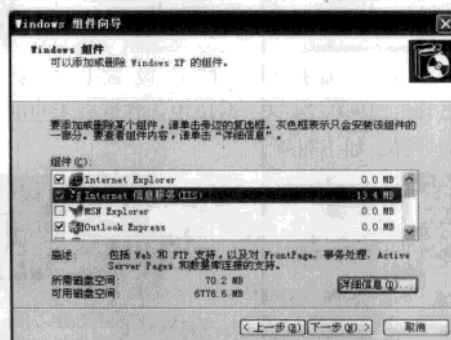 Windows 组件向导
Windows 组件
可以添加或删除 Windows XP 的组件。
要添加或删除某个组件，请单击旁边的复选框。灰色框表示只会安装该组件的
一部分。要查看组件内容，请单击“详细信息”。
组件(C):
Internet Explorer 0.0 MB
Internet 信息服务(IIS) 13.4 MB
MSN Explorer 0.0 MB
Outlook Express 0.0 MB
描述: 包括 Web 和 FTP 支持，以及对 FrontPage、事务处理、Active
Server Pages 和数据库连接的支持。
所需磁盘空间: 70.2 MB
可用磁盘空间: 6776.6 MB
详细信息(D)...
< 上一步(B) 下一步(N) > 取消